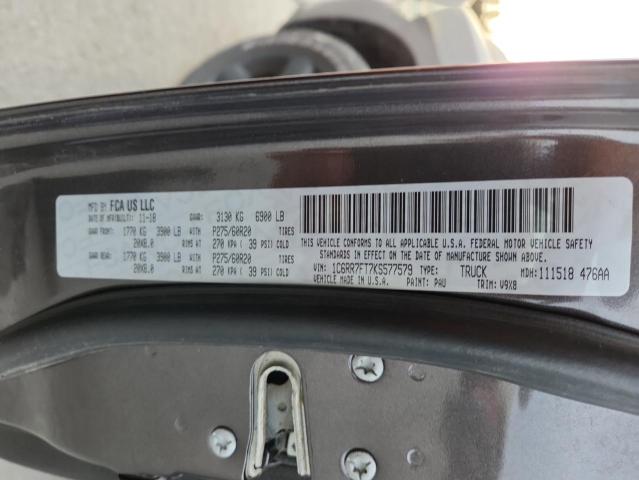 MFD BY FCA US LLC
DATE OF MFR(BUILT): 11-18 GVWR: 3130 KG 6900 LB
GAWR: 1770 KG 3900 LB WITH P275/60R20 TIRES
20X8.0 RIMS AT 270 KPA ( 39 PSI) COLD
GAWR: 1770 KG 3900 LB WITH P275/60R20 TIRES
20X8.0 RIMS AT 270 KPA ( 39 PSI) COLD
THIS VEHICLE CONFORMS TO ALL APPLICABLE U.S.A. FEDERAL MOTOR VEHICLE SAFETY
STANDARDS IN EFFECT ON THE DATE OF MANUFACTURE SHOWN ABOVE.
VIN: 1C6RR7FT7KS577579 TYPE: TRUCK MDH: 111518 476AA
VEHICLE MADE IN U.S.A. PAINT: PAU TRIM: V9X8